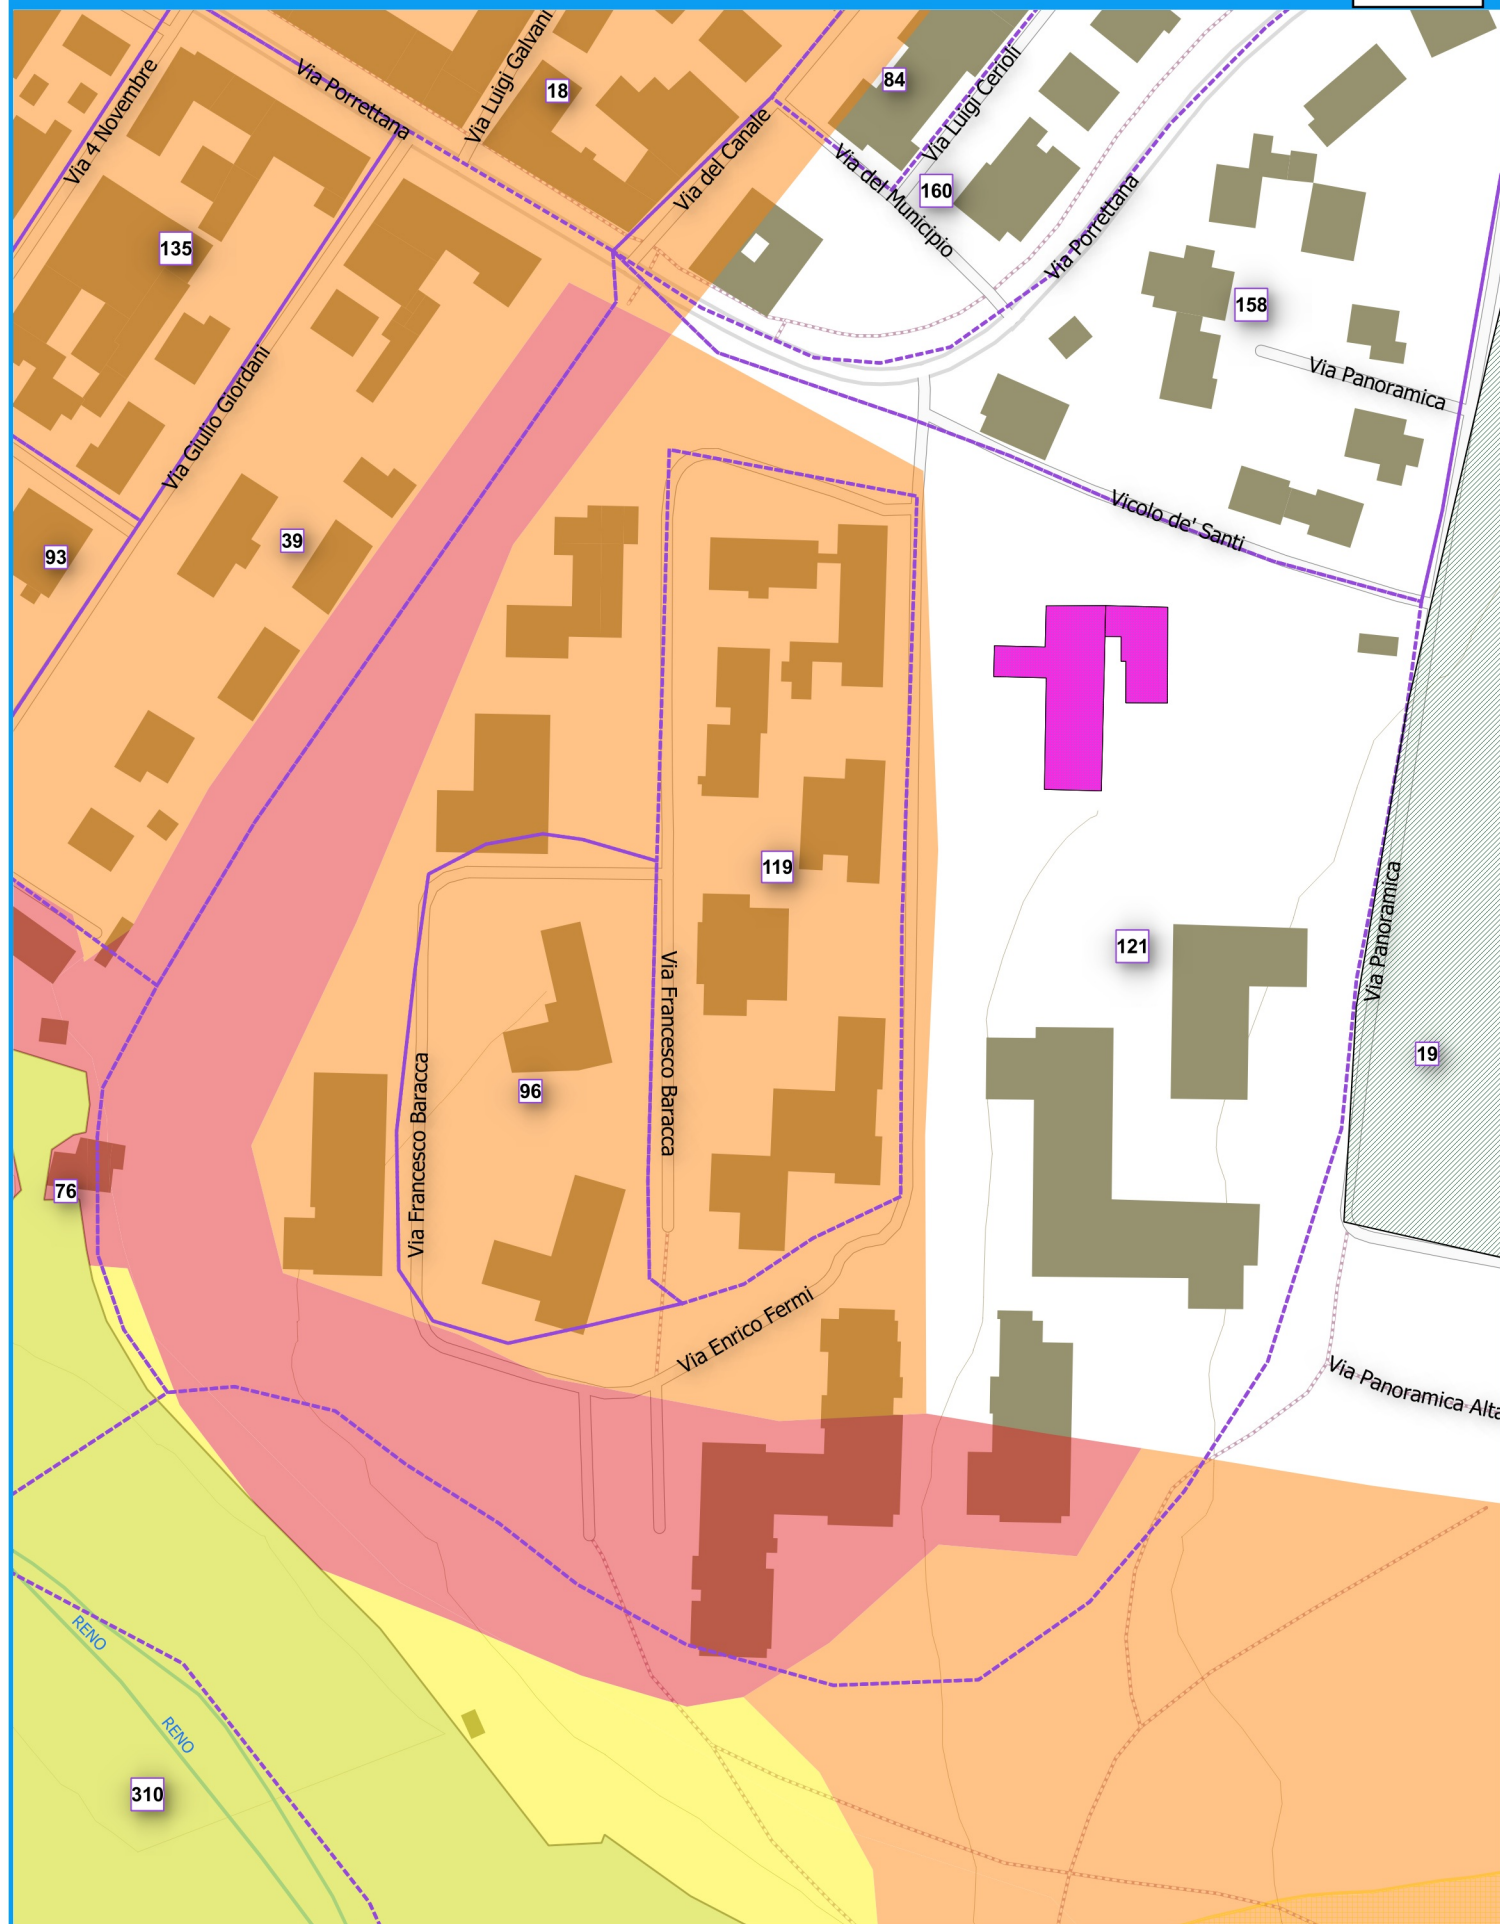 Via 4 Novembre
Via Porrettana
Via Luigi Galvani
18
84
Via Luigi Cerioli
Via del Canale
Via del Municipio
160
Via Porrettana
135
158
Via Panoramica
Via Giulio Giordani
93
39
Vicolo de' Santi
119
121
Via Panoramica
Via Francesco Baracca
Via Francesco Baracca
96
19
76
Via Enrico Fermi
Via Panoramica Alta
RENO
RENO
310